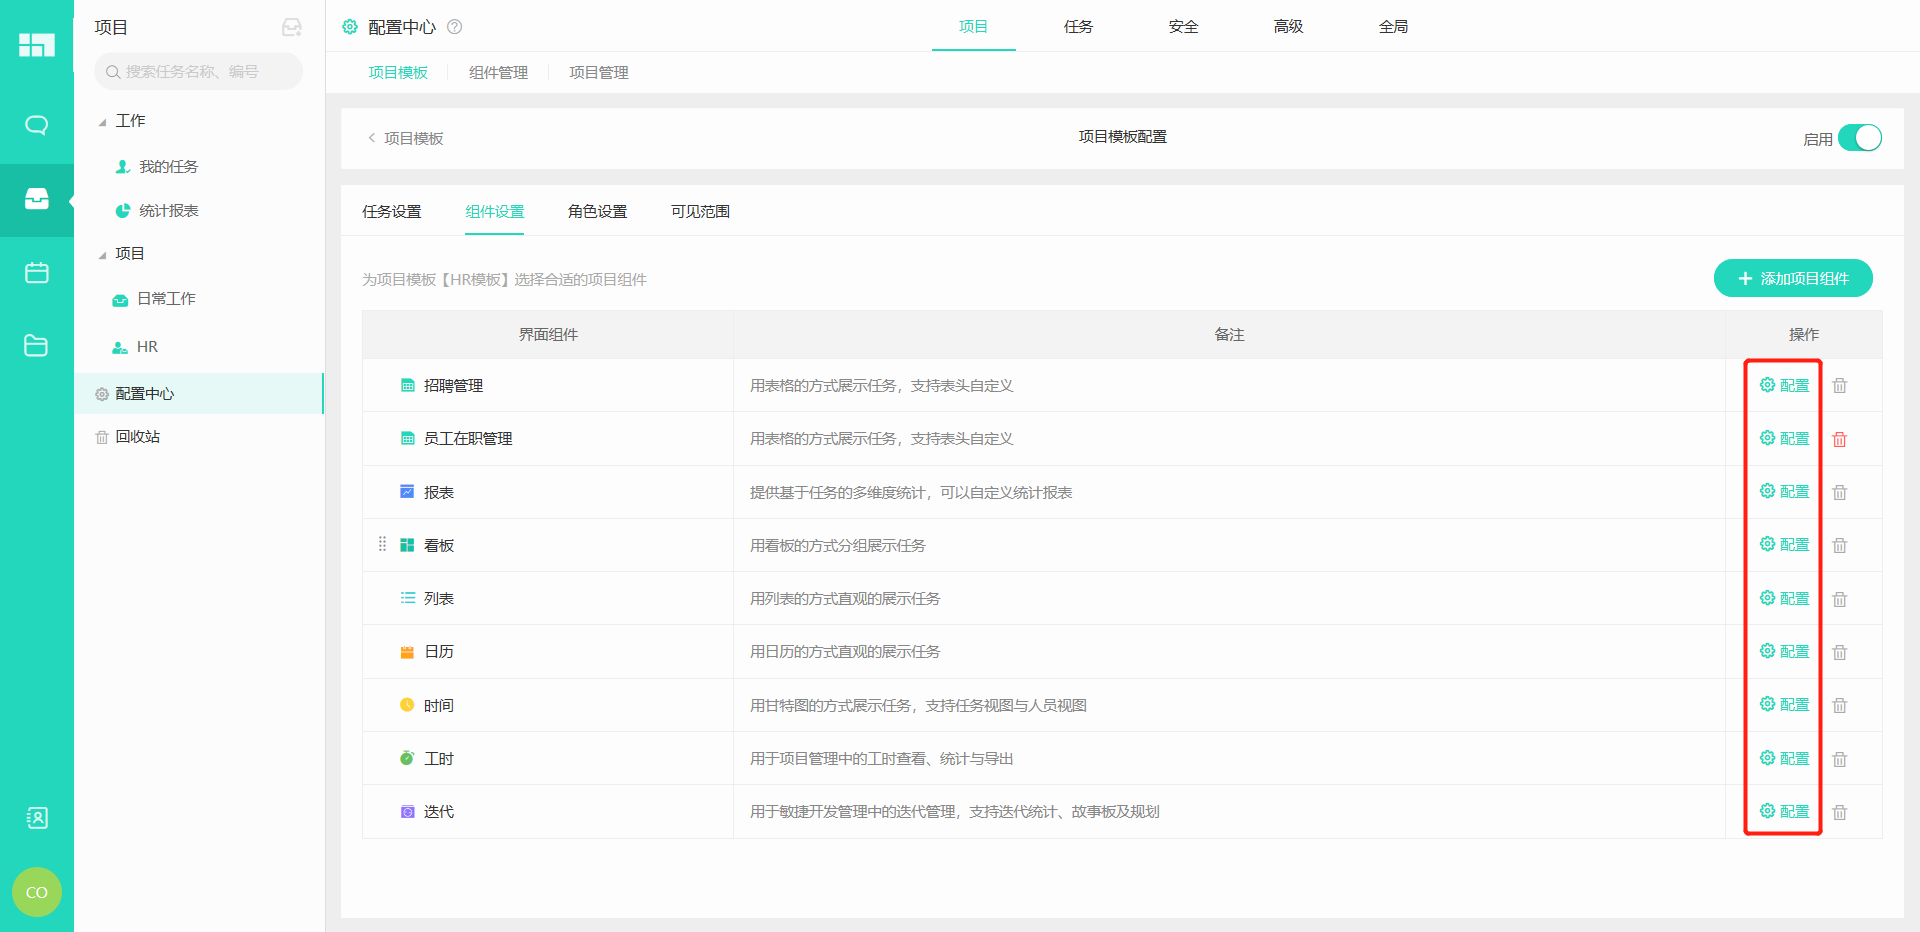 项目
搜索任务名称、编号
工作
我的任务
统计报表
项目
日常工作
HR
配置中心
回收站
CO
配置中心
项目 任务 安全 高级 全局
项目模板 组件管理 项目管理
项目模板
项目模板配置
启用
任务设置 组件设置 角色设置 可见范围
为项目模板【HR模板】选择合适的项目组件
添加项目组件
界面组件 备注 操作
招聘管理 用表格的方式展示任务，支持表头自定义 配置
员工在职管理 用表格的方式展示任务，支持表头自定义 配置
报表 提供基于任务的多维度统计，可以自定义统计报表 配置
看板 用看板的方式分组展示任务 配置
列表 用列表的方式直观的展示任务 配置
日历 用日历的方式直观的展示任务 配置
时间 用甘特图的方式展示任务，支持任务视图与人员视图 配置
工时 用于项目管理中的工时查看、统计与导出 配置
迭代 用于敏捷开发管理中的迭代管理，支持迭代统计、故事板及规划 配置